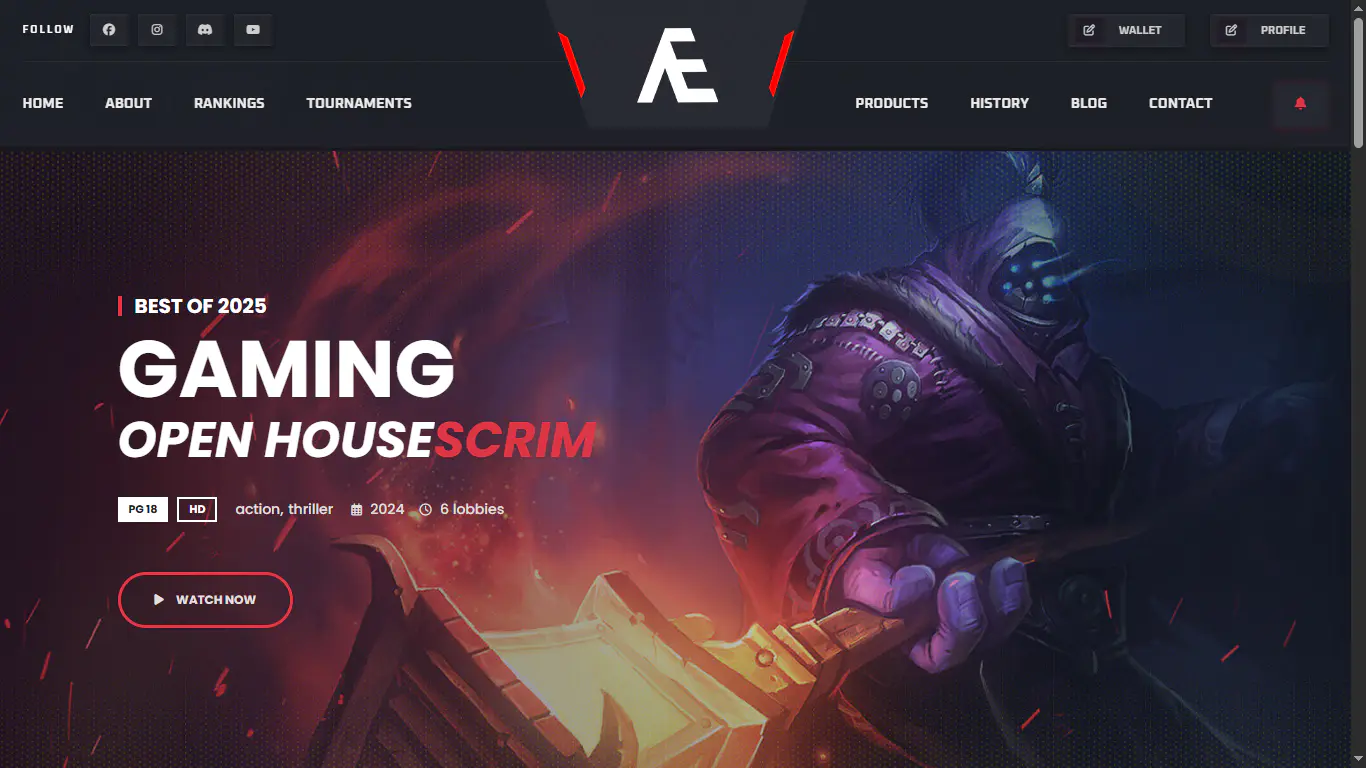 FOLLOW
WALLET
PROFILE
HOME
ABOUT
RANKINGS
TOURNAMENTS
PRODUCTS
HISTORY
BLOG
CONTACT
BEST OF 2025
GAMING
OPEN HOUSESCRIM
PG 18
HD
action, thriller
2024
6 lobbies
WATCH NOW